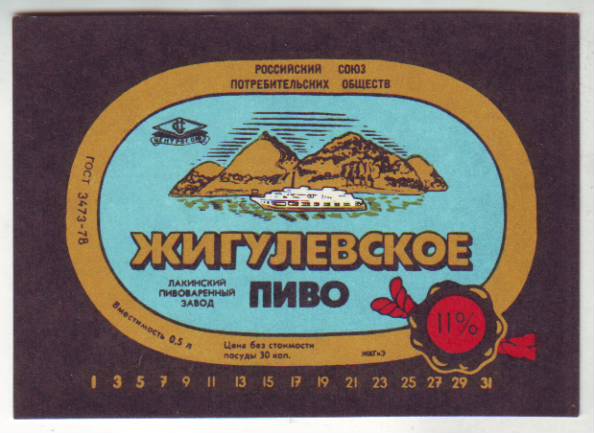 РОССИЙСКИЙ СОЮЗ
ПОТРЕБИТЕЛЬСКИХ ОБЩЕСТВ
ЦЕНТРОСОЮЗ
ГОСТ 3473-78
ЖИГУЛЕВСКОЕ
ЛАКИНСКИЙ
ПИВОВАРЕННЫЙ
ЗАВОД
ПИВО
11%
Вместимость 0,5 л
Цена без стоимости
посуды 30 коп.
1 3 5 7 9 11 13 15 17 19 21 23 25 27 29 31